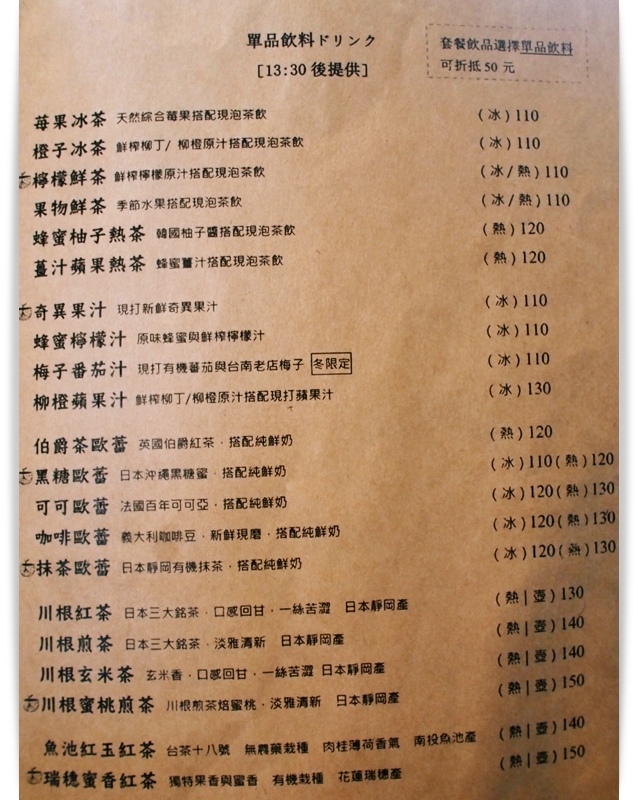 單品飲料ドリンク
[13:30 後提供]
套餐飲品選擇單品飲料
可折抵 50 元
莓果冰茶 天然綜合莓果搭配現泡茶飲 (冰) 110
橙子冰茶 鮮榨柳丁/ 柳橙原汁搭配現泡茶飲 (冰) 110
檸檬鮮茶 鮮榨檸檬原汁搭配現泡茶飲 (冰/熱) 110
果物鮮茶 季節水果搭配現泡茶飲 (冰/熱) 110
蜂蜜柚子熱茶 韓國柚子醬搭配現泡茶飲 (熱) 120
薑汁蘋果熱茶 蜂蜜薑汁搭配現泡茶飲 (熱) 120
奇異果汁 現打新鮮奇異果汁 (冰) 110
蜂蜜檸檬汁 原味蜂蜜與鮮榨檸檬汁 (冰) 110
梅子番茄汁 現打有機蕃茄與台南老店梅子 冬限定 (冰) 110
柳橙蘋果汁 鮮榨柳丁/柳橙原汁搭配現打蘋果汁 (冰) 130
伯爵茶歐蕾 英國伯爵紅茶·搭配純鮮奶 (熱) 120
黑糖歐蕾 日本沖繩黑糖蜜·搭配純鮮奶 (冰) 110 (熱) 120
可可歐蕾 法國百年可可亞·搭配純鮮奶 (冰) 120 (熱) 130
咖啡歐蕾 義大利咖啡豆·新鮮現磨·搭配純鮮奶 (冰) 120 (熱) 130
抹茶歐蕾 日本靜岡有機抹茶·搭配純鮮奶 (冰) 120 (熱) 130
川根紅茶 日本三大銘茶·口感回甘·一絲苦澀 日本靜岡產 (熱|壺) 130
川根煎茶 日本三大銘茶·淡雅清新 日本靜岡產 (熱|壺) 140
川根玄米茶 玄米香·口感回甘·一絲苦澀 日本靜岡產 (熱|壺) 140
川根蜜桃煎茶 川根煎茶焙蜜桃·淡雅清新 日本靜岡產 (熱|壺) 150
魚池紅玉紅茶 台茶十八號 無農藥栽種 肉桂薄荷香氣 南投魚池產 (熱|壺) 140
瑞穗蜜香紅茶 獨特果香與蜜香 有機栽種 花蓮瑞穗產 (熱|壺) 150